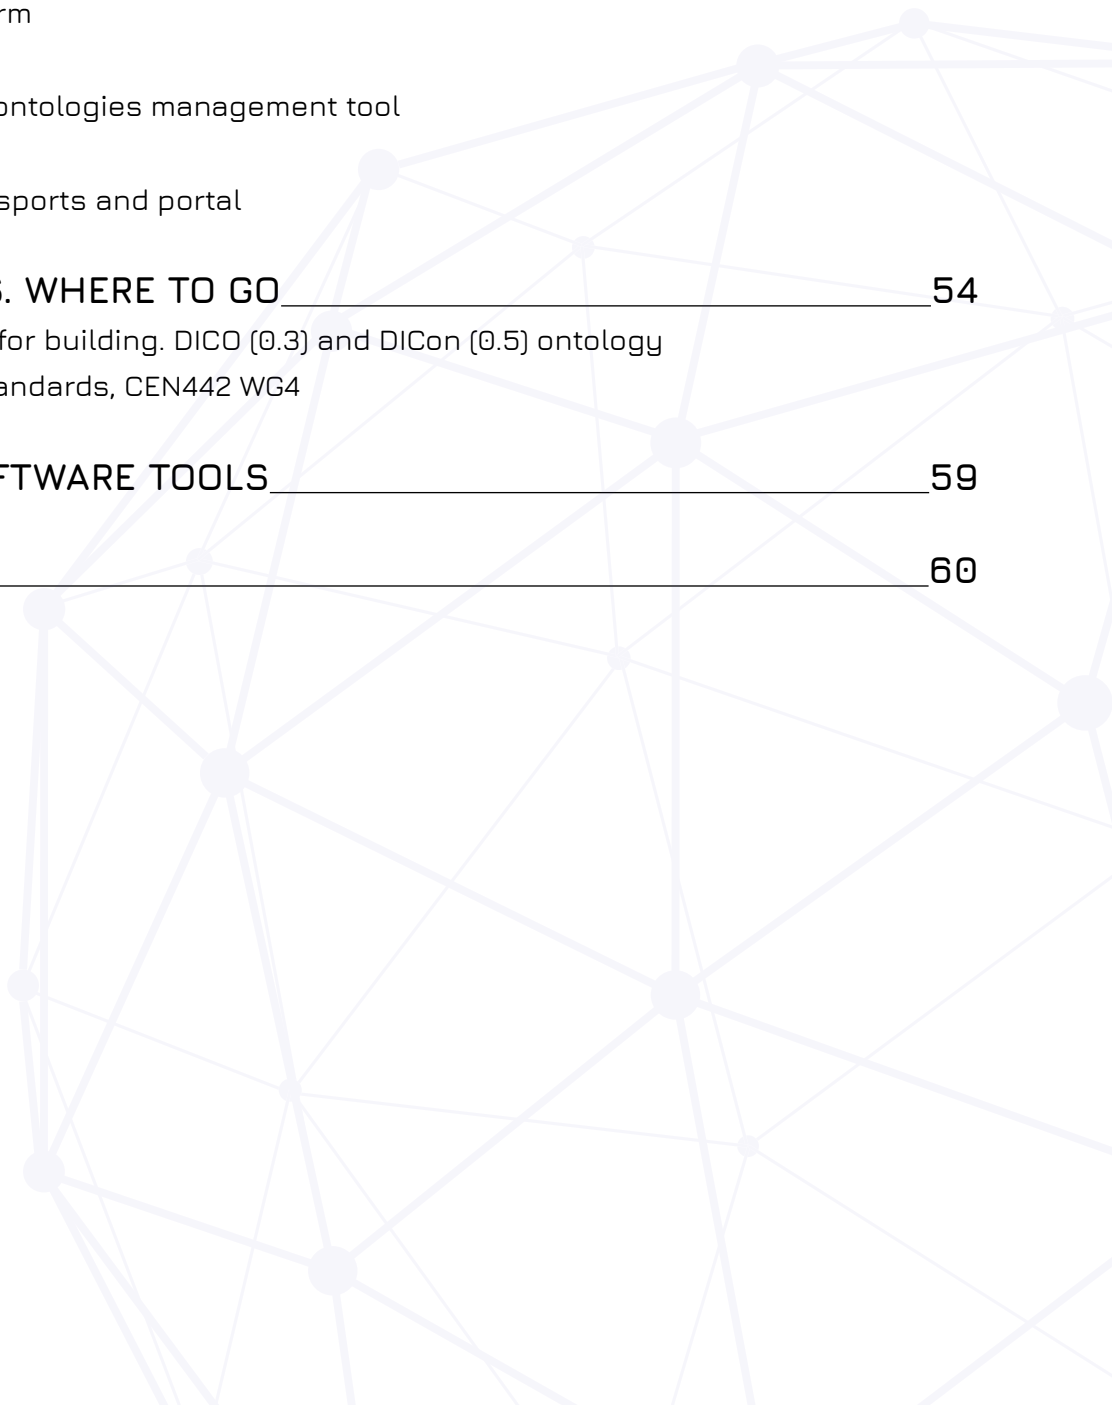 rm
ontologies management tool
sports and portal
. WHERE TO GO 54
for building. DICO (0.3) and DICon (0.5) ontology
andards, CEN442 WG4
FTWARE TOOLS 59
60